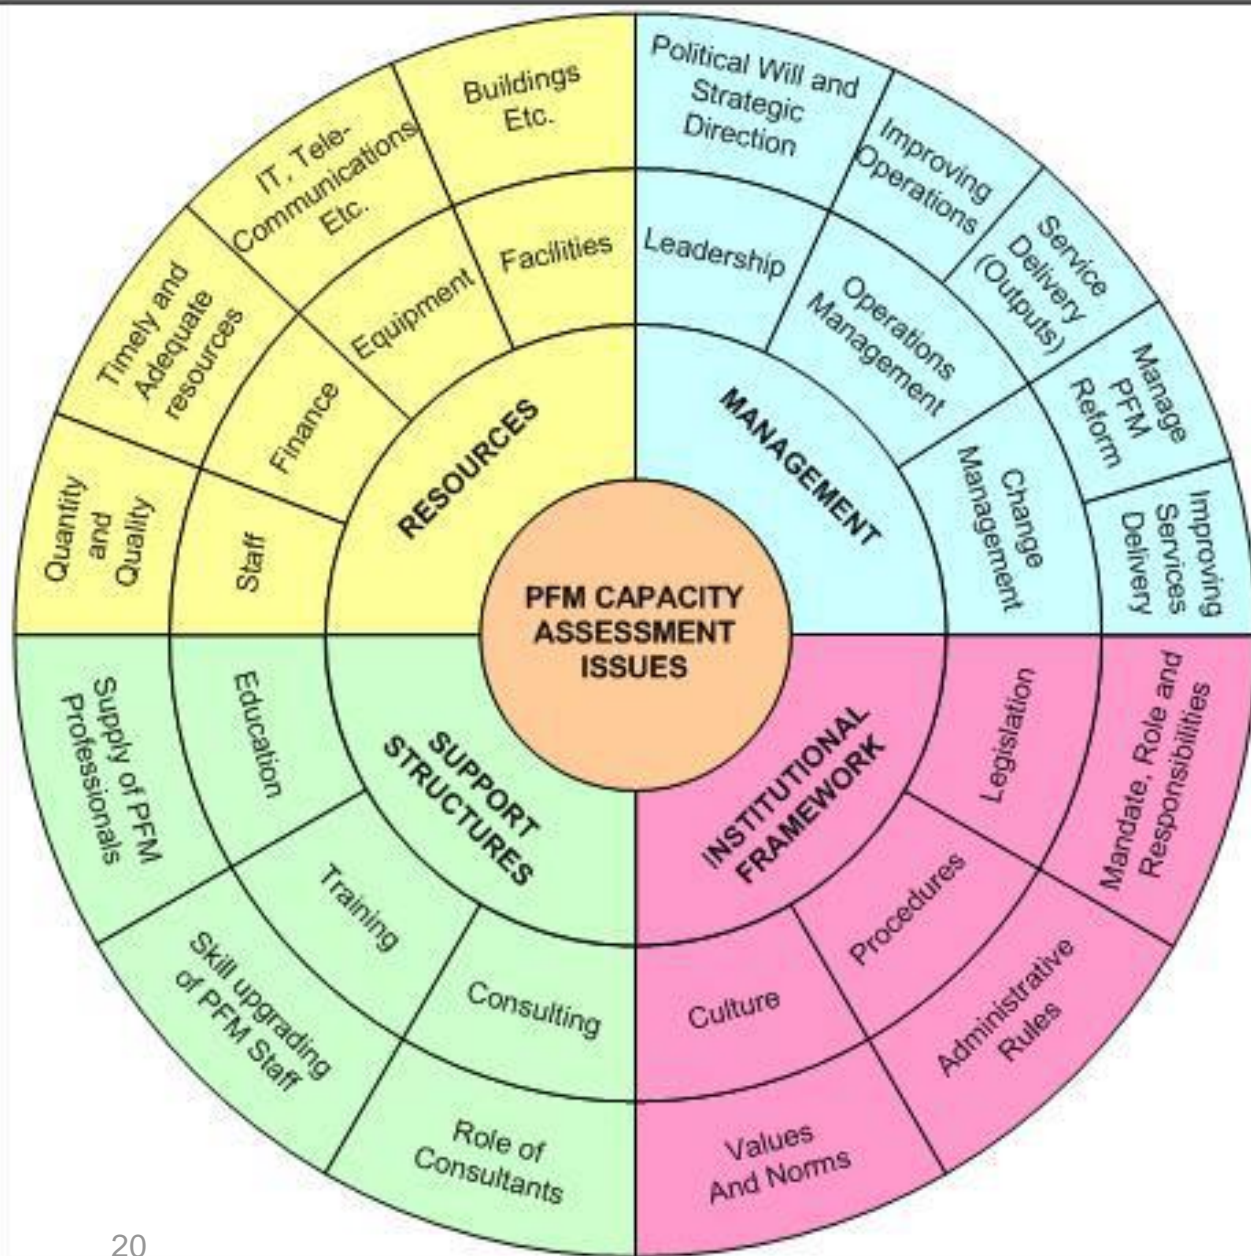 Buildings
Etc.
Political Will and
Strategic
Direction
IT, Tele-
Communications
Etc.
Improving
Operations
Facilities
Leadership
Service
Delivery
(Outputs)
Timely and
Adequate
resources
Equipment
Operations
Management
Manage
PFM
Reform
Finance
RESOURCES
MANAGEMENT
Quantity
and
Quality
Staff
Change
Management
Improving
Services
Delivery
PFM CAPACITY
ASSESSMENT
ISSUES
Supply of PFM
Professionals
Education
SUPPORT
STRUCTURES
INSTITUTIONAL
FRAMEWORK
Legislation
Mandate, Role and
Responsibilities
Training
Procedures
Skill upgrading
of PFM Staff
Consulting
Culture
Administrative
Rules
Role of
Consultants
Values
And Norms
20